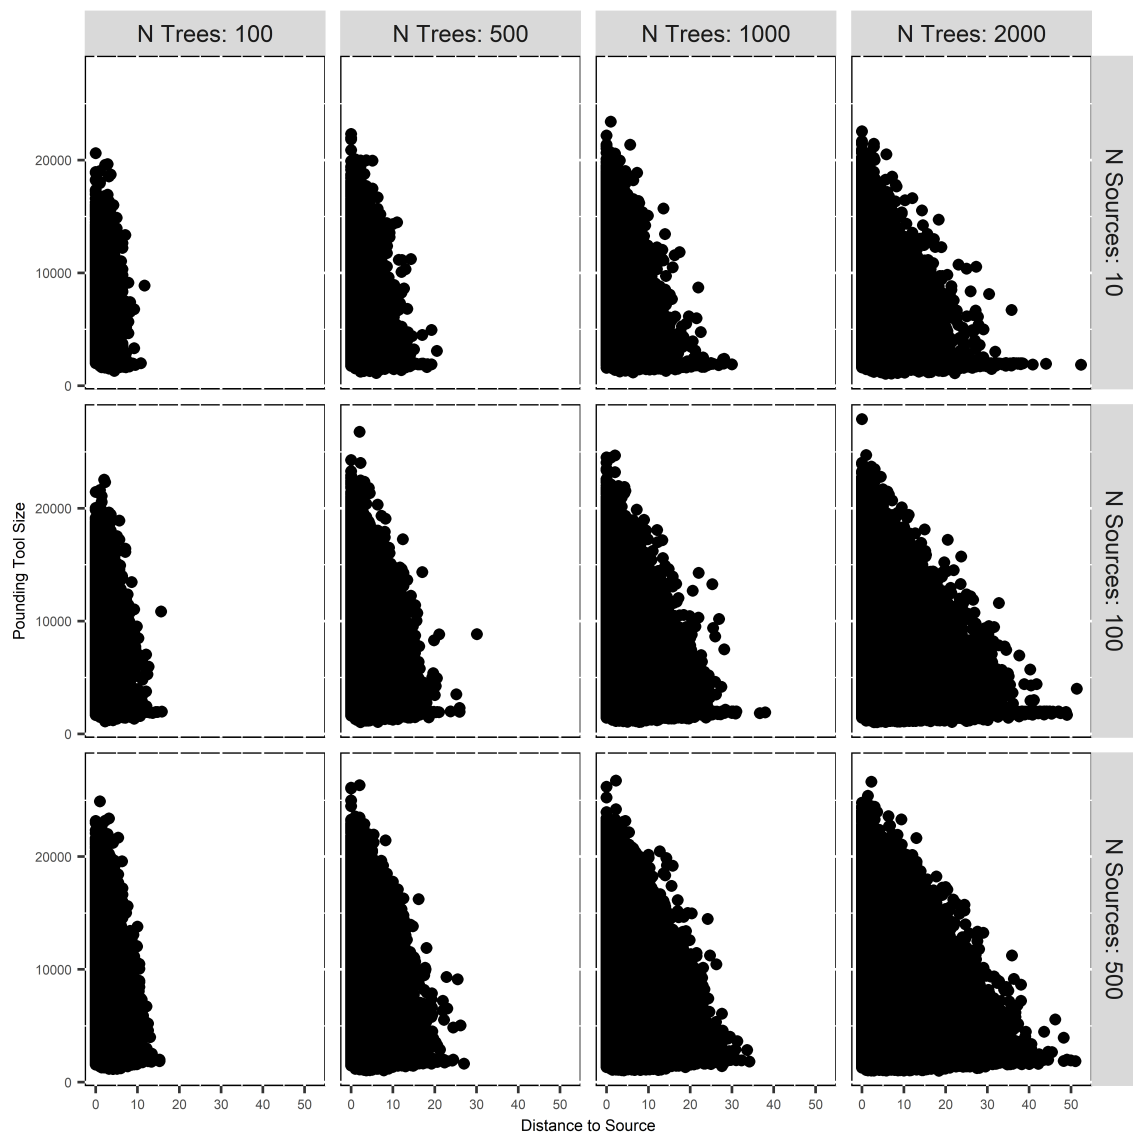 N Trees: 100
N Trees: 500
N Trees: 1000
N Trees: 2000
N Sources: 10
20000
10000
0
N Sources: 100
20000
10000
0
Pounding Tool Size
N Sources: 500
20000
10000
0
0 10 20 30 40 50
0 10 20 30 40 50
0 10 20 30 40 50
0 10 20 30 40 50
Distance to Source